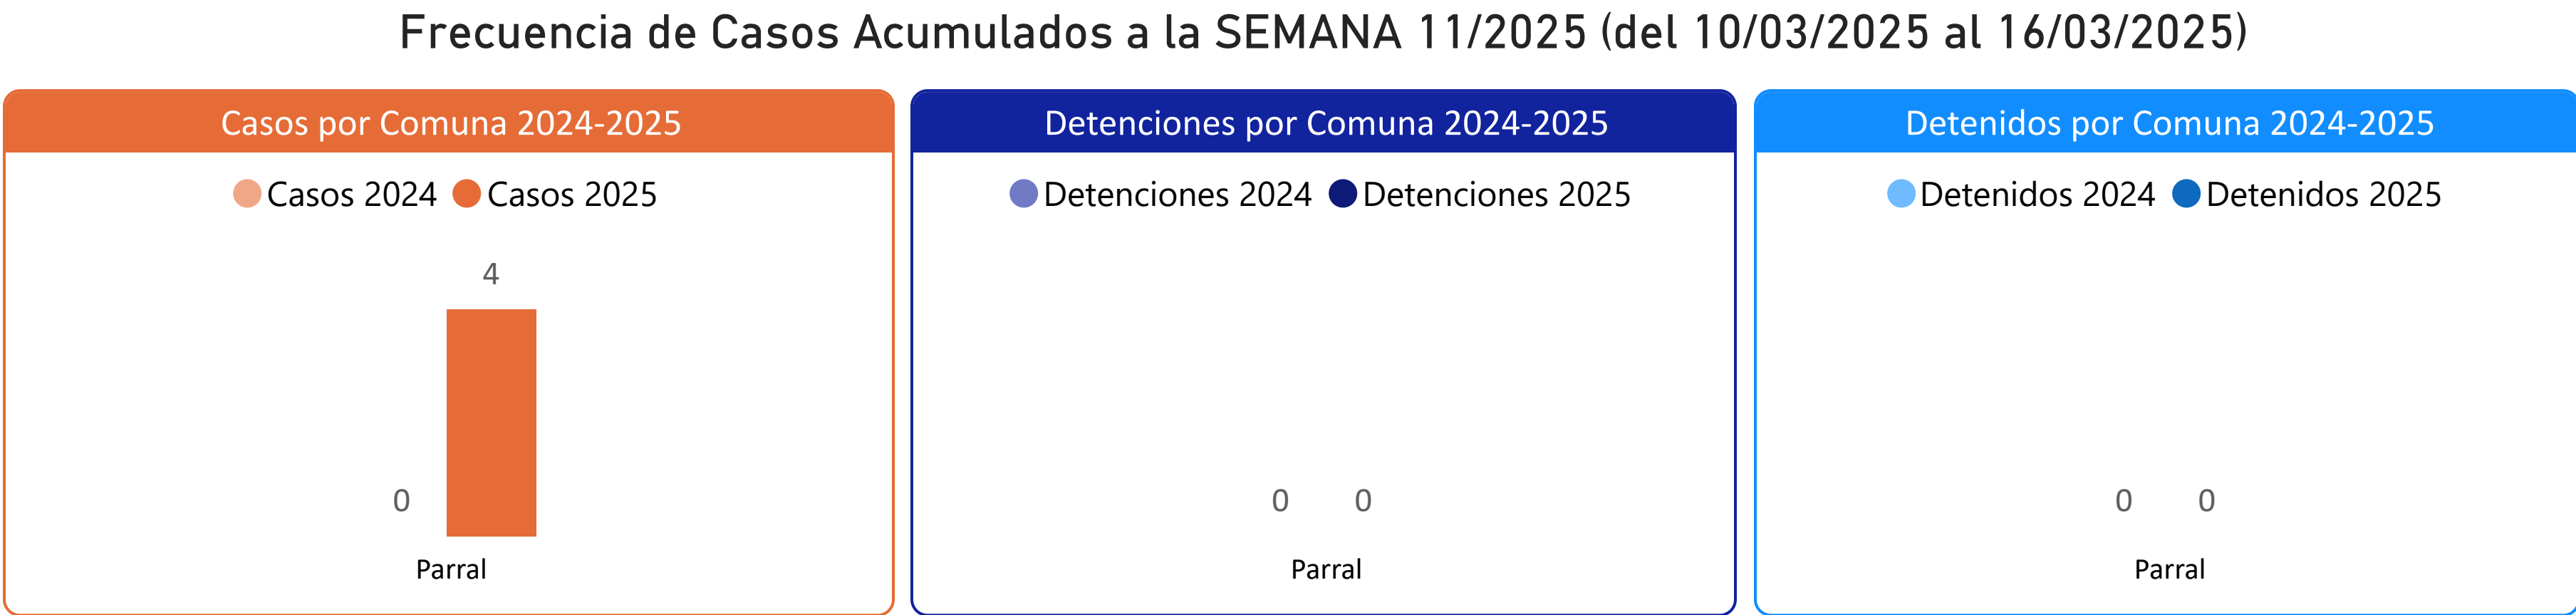 Frecuencia de Casos Acumulados a la SEMANA 11/2025 (del 10/03/2025 al 16/03/2025)
Casos por Comuna 2024-2025
Casos 2024 Casos 2025
4
0
Parral
Detenciones por Comuna 2024-2025
Detenciones 2024 Detenciones 2025
0 0
Parral
Detenidos por Comuna 2024-2025
Detenidos 2024 Detenidos 2025
0 0
Parral